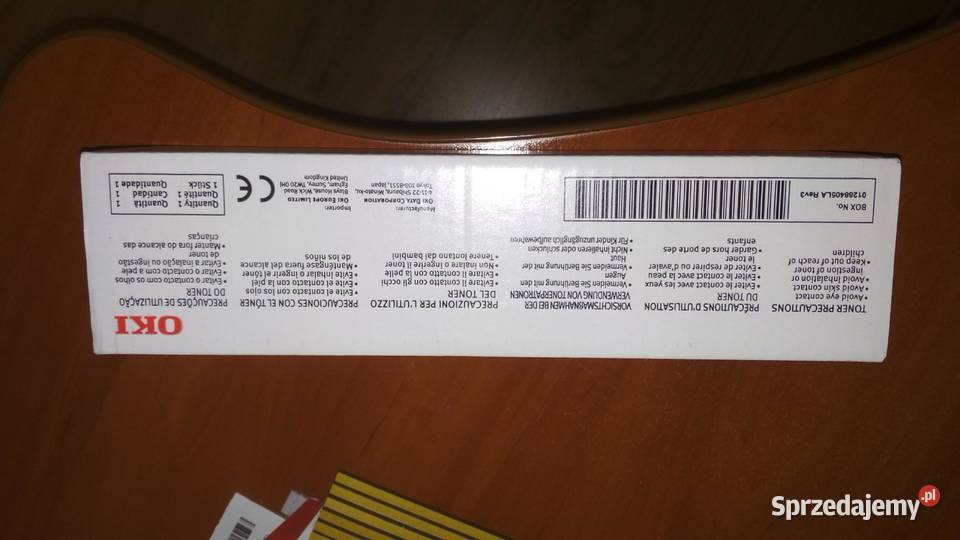 TONER PRECAUTIONS
• Avoid eye contact
• Avoid skin contact
• Avoid inhalation or
ingestion of toner
• Keep out of reach of
children
PRÉCAUTIONS D'UTILISATION
DU TONER
• Eviter le contact avec les yeux
• Eviter le contact avec la peau
• Eviter de respirer ou d'avaler
le toner
• Garder hors de porte des
enfants
VORSICHTSMAßNAHMEN BEI DER
VERWENDUNG VON TONERPATRONEN
• Vermeiden Sie Berührung mit den
Augen
• Vermeiden Sie Berührung mit der
Haut
• Nicht inhalieren oder schlucken
• Für Kinder unzugänglich aufbewahren
PRECAUZIONI PER L'UTILIZZO
DEL TONER
• Evitare il contatto con gli occhi
• Evitare il contatto con la pelle
• Non inalare o ingerire il toner
• Tenere lontano dai bambini
PRECAUCIONES CON EL TÓNER
• Evite el contacto con los ojos
• Evite el contacto con la piel
• Evite inhalar o ingerir el tóner
• Manténgase fuera del alcance
de los niños
OKI
PRECAUÇÕES DE UTILIZAÇÃO
DO TONER
• Evitar o contacto com os olhos
• Evitar o contacto com a pele
• Evitar a inalação ou ingestão
de toner
• Manter fora do alcance das
crianças
BOX No.
01288405LA Rev3
Manufacturer:
OKI DATA CORPORATION
4-11-22 Shibaura, Minato-ku,
Tokyo 108-8551, Japan
Importer:
OKI EUROPE LIMITED
Blays House, Wick Road
Egham, Surrey, TW20 0HJ
United Kingdom
CE
Quantity 1
Quantité 1
1 Stück
Quantità 1
Cantidad 1
Quantidade 1
Sprzedajemy.pl